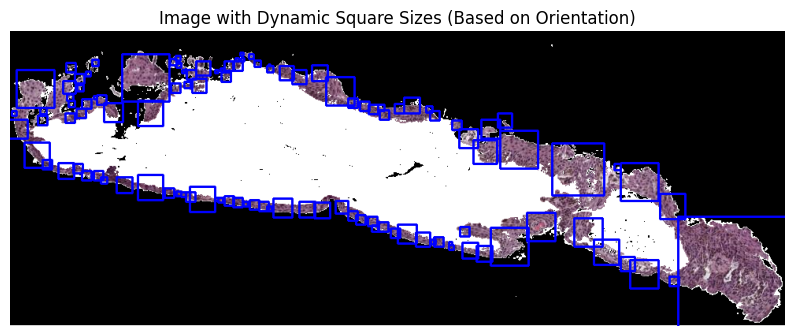 Image with Dynamic Square Sizes (Based on Orientation)